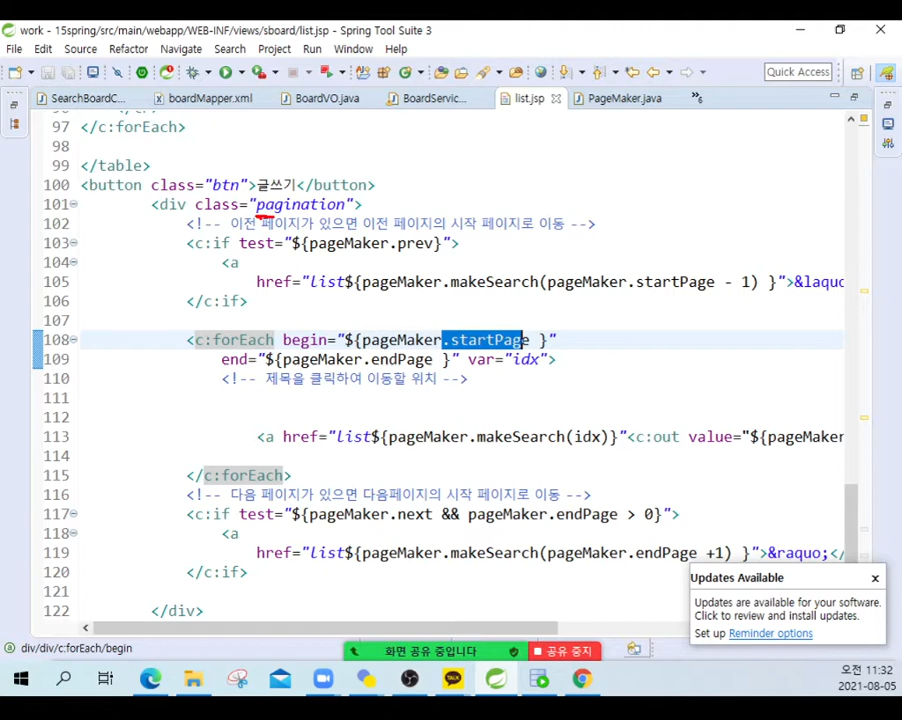 work - 15spring/src/main/webapp/WEB-INF/views/sboard/list.jsp - Spring Tool Suite 3
File Edit Source Refactor Navigate Search Project Run Window Help
Quick Access
SearchBoardC... boardMapper.xml BoardVO.java BoardServic... list.jsp PageMaker.java »6
97 </c:forEach>
98
99 </table>
100 <button class="btn">글쓰기</button>
101 <div class="pagination">
102 <!-- 이전 페이지가 있으면 이전 페이지의 시작 페이지로 이동 -->
103 <c:if test="${pageMaker.prev}">
104 <a
105 href="list${pageMaker.makeSearch(pageMaker.startPage - 1) }">&laquo
106 </c:if>
107
108 <c:forEach begin="${pageMaker.startPage }"
109 end="${pageMaker.endPage }" var="idx">
110 <!-- 제목을 클릭하여 이동할 위치 -->
111
112
113 <a href="list${pageMaker.makeSearch(idx)}"<c:out value="${pageMaker
114
115 </c:forEach>
116 <!-- 다음 페이지가 있으면 다음페이지의 시작 페이지로 이동 -->
117 <c:if test="${pageMaker.next && pageMaker.endPage > 0}">
118 <a
119 href="list${pageMaker.makeSearch(pageMaker.endPage +1) }">&raquo;</
120 </c:if>
121
122 </div>
Updates Available
Updates are available for your software.
Click to review and install updates.
Set up Reminder options
div/div/c:forEach/begin
화면 공유 중입니다 공유 중지
TALK
오전 11:32
2021-08-05